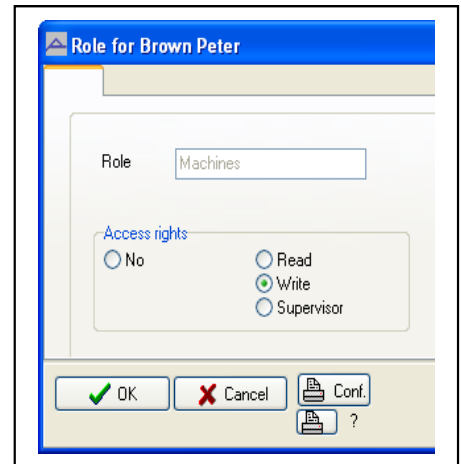 Role for Brown Peter
Role Machines
Access rights
No Read
Write
Supervisor
OK Cancel Conf.
?